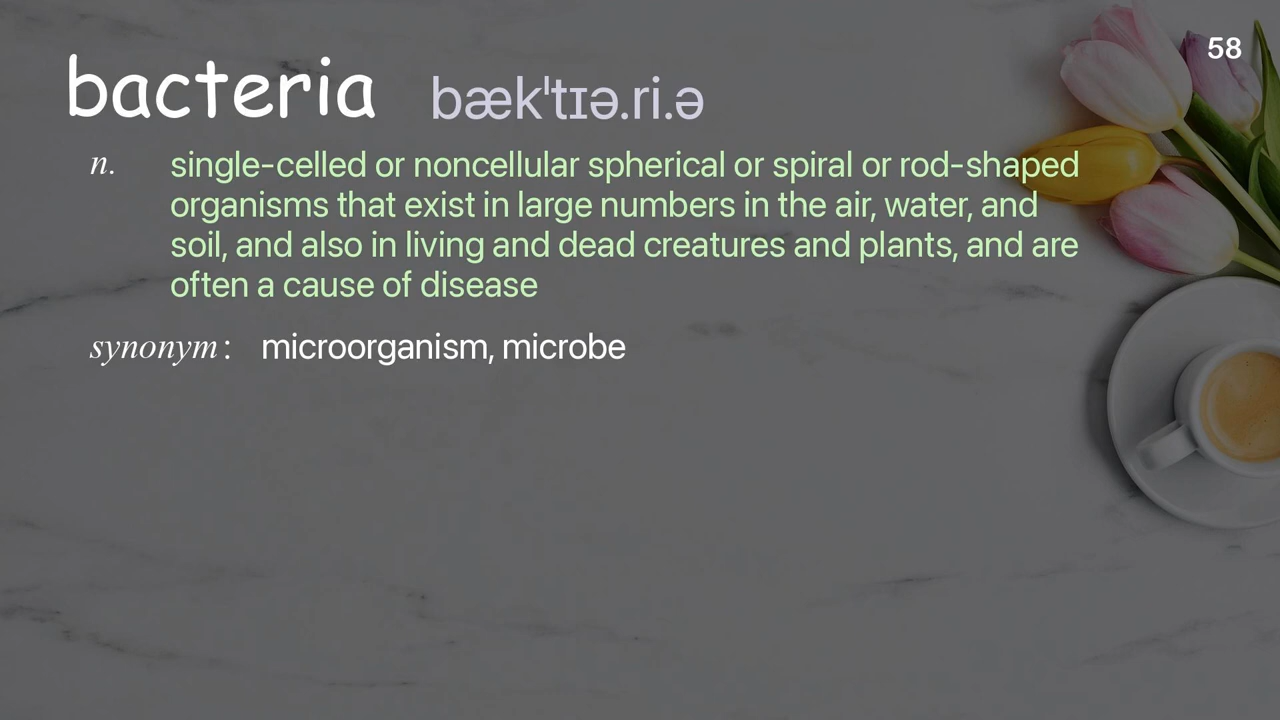 58
bacteria bækˈtɪə.ri.ə
n. single-celled or noncellular spherical or spiral or rod-shaped
organisms that exist in large numbers in the air, water, and
soil, and also in living and dead creatures and plants, and are
often a cause of disease
synonym: microorganism, microbe